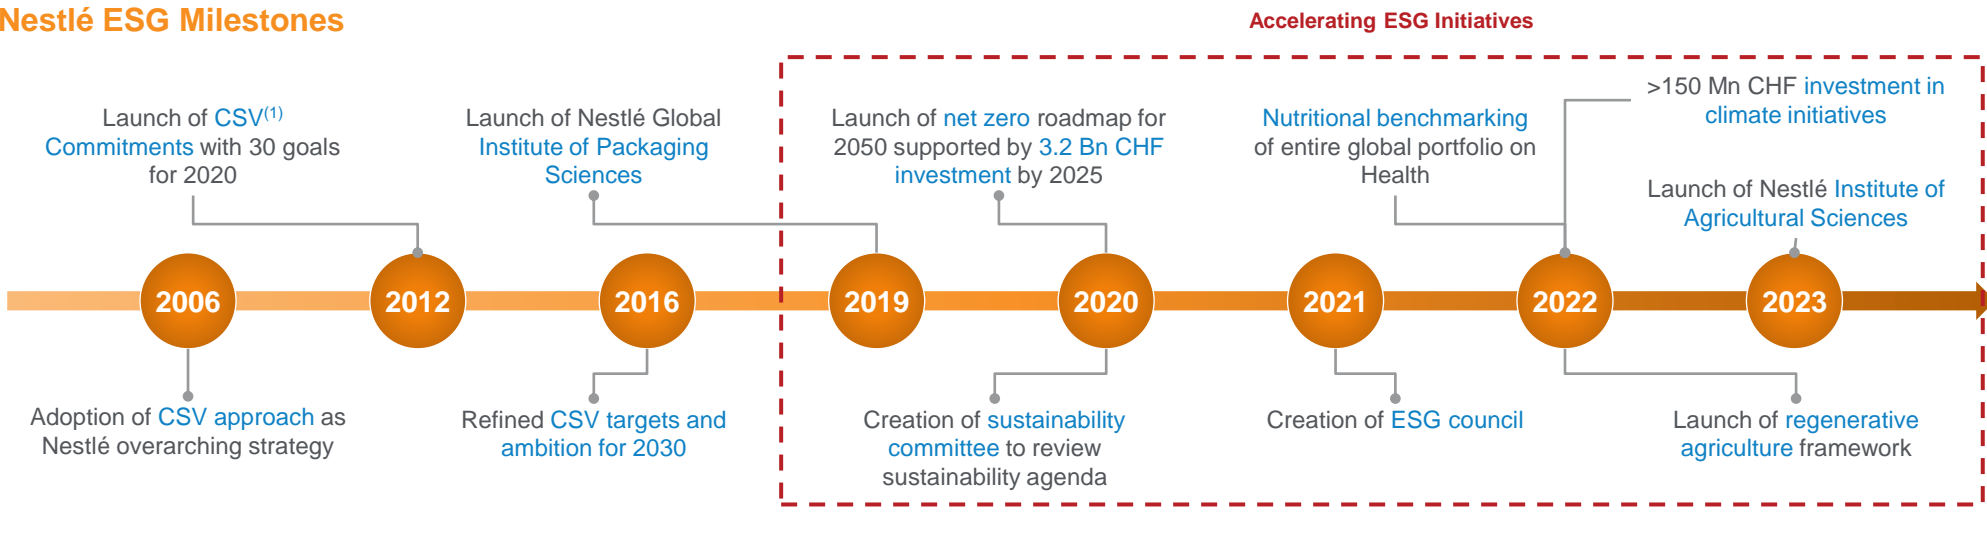 Nestlé ESG Milestones
Accelerating ESG Initiatives
Launch of CSV(1)
Commitments with 30 goals
for 2020
Launch of Nestlé Global
Institute of Packaging
Sciences
Launch of net zero roadmap for
2050 supported by 3.2 Bn CHF
investment by 2025
Nutritional benchmarking
of entire global portfolio on
Health
>150 Mn CHF investment in
climate initiatives
Launch of Nestlé Institute of
Agricultural Sciences
2006
2012
2016
2019
2020
2021
2022
2023
Adoption of CSV approach as
Nestlé overarching strategy
Refined CSV targets and
ambition for 2030
Creation of sustainability
committee to review
sustainability agenda
Creation of ESG council
Launch of regenerative
agriculture framework